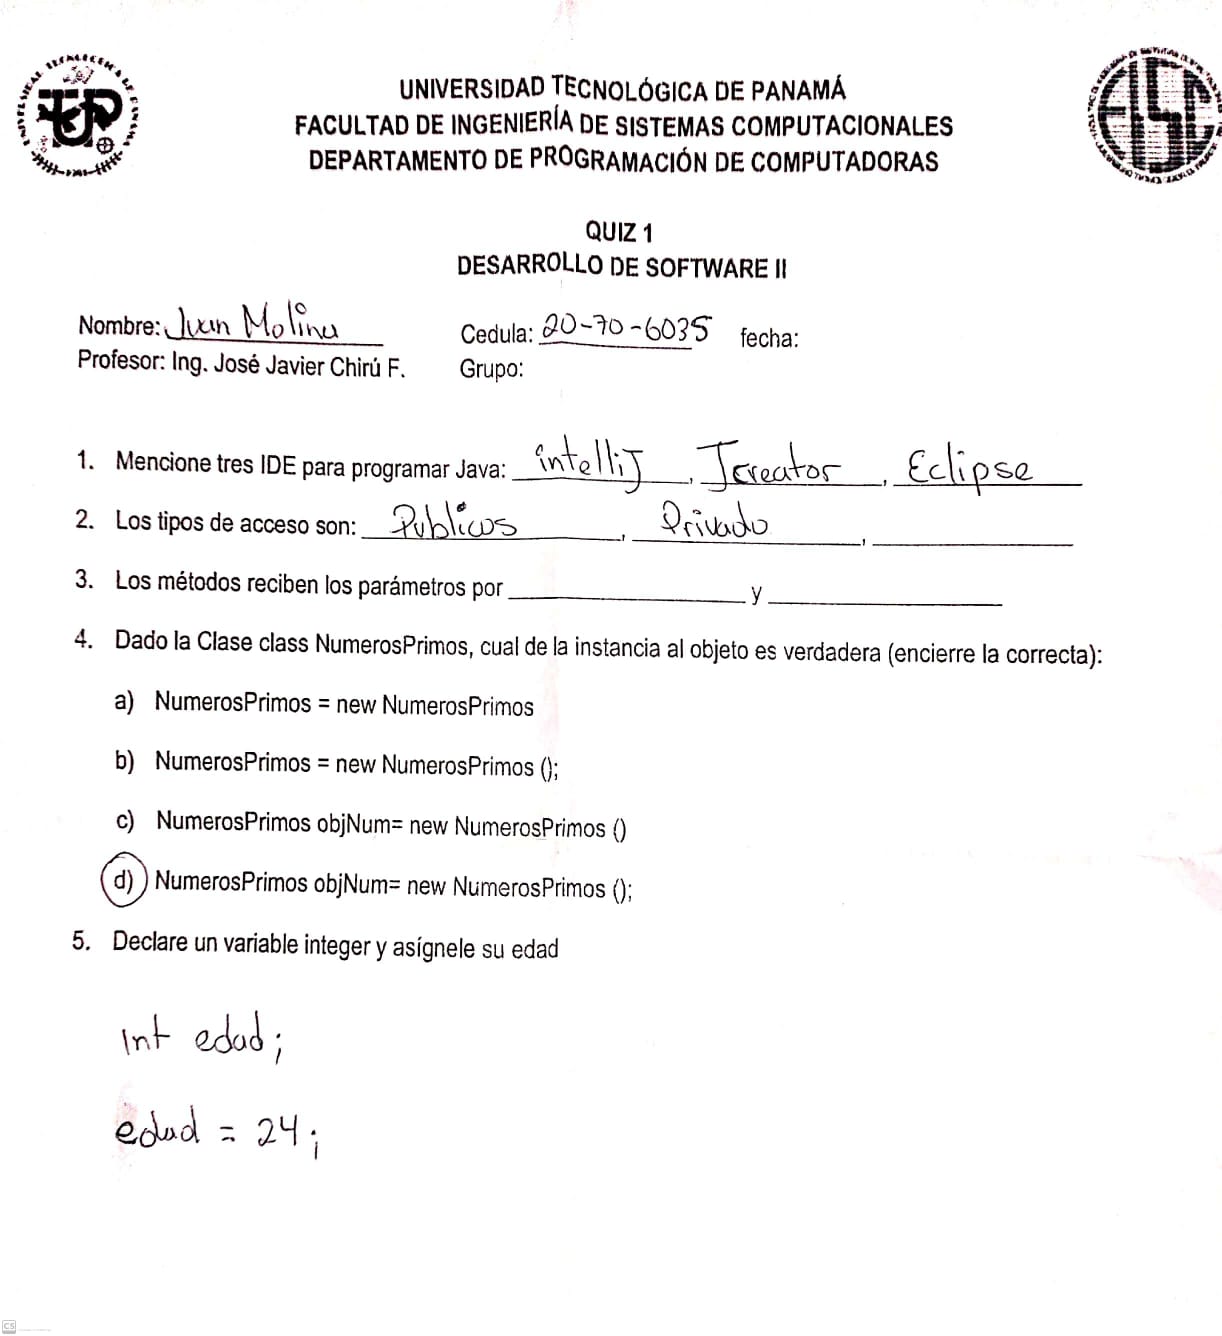 UNIVERSIDAD TECNOLÓGICA DE PANAMÁ
FACULTAD DE INGENIERÍA DE SISTEMAS COMPUTACIONALES
DEPARTAMENTO DE PROGRAMACIÓN DE COMPUTADORAS
QUIZ 1
DESARROLLO DE SOFTWARE II
Nombre: Juan Molina Cedula: 20-70-6035 fecha:
Profesor: Ing. José Javier Chirú F. Grupo:
1. Mencione tres IDE para programar Java: intelliJ, Jcreator, Eclipse
2. Los tipos de acceso son: Publicos, Privado,
3. Los métodos reciben los parámetros por y
4. Dado la Clase class NumerosPrimos, cual de la instancia al objeto es verdadera (encierre la correcta):
a) NumerosPrimos = new NumerosPrimos
b) NumerosPrimos = new NumerosPrimos ();
c) NumerosPrimos objNum= new NumerosPrimos ()
d) NumerosPrimos objNum= new NumerosPrimos ();
5. Declare un variable integer y asígnele su edad
Int edad;
edad = 24;
CS